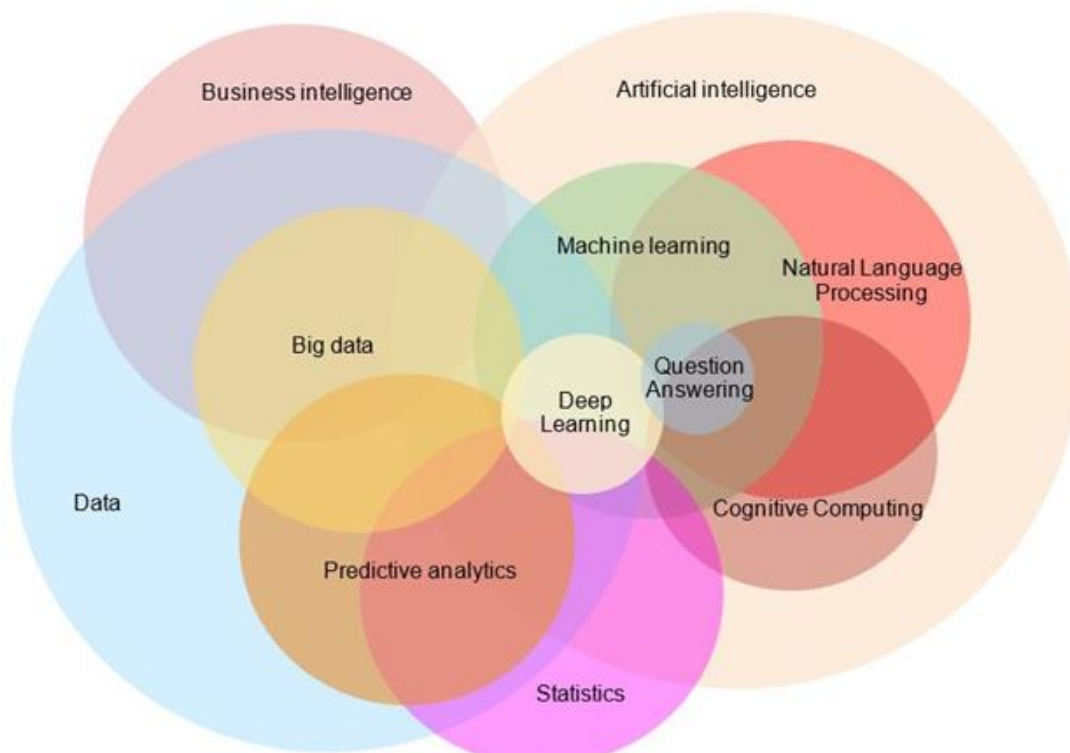 Business intelligence
Artificial intelligence
Machine learning
Natural Language
Processing
Big data
Question
Answering
Deep
Learning
Data
Cognitive Computing
Predictive analytics
Statistics